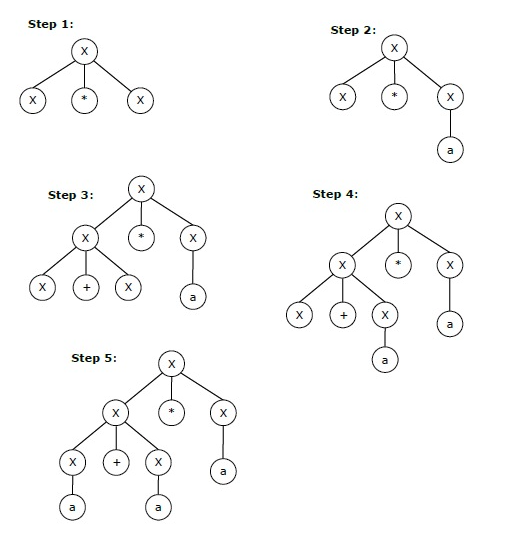 Step 1:
X
X * X
Step 2:
X
X * X
a
Step 3:
X
X * X
X + X
a
Step 4:
X
X * X
X + X
a
a
Step 5:
X
X * X
X + X
a
a a